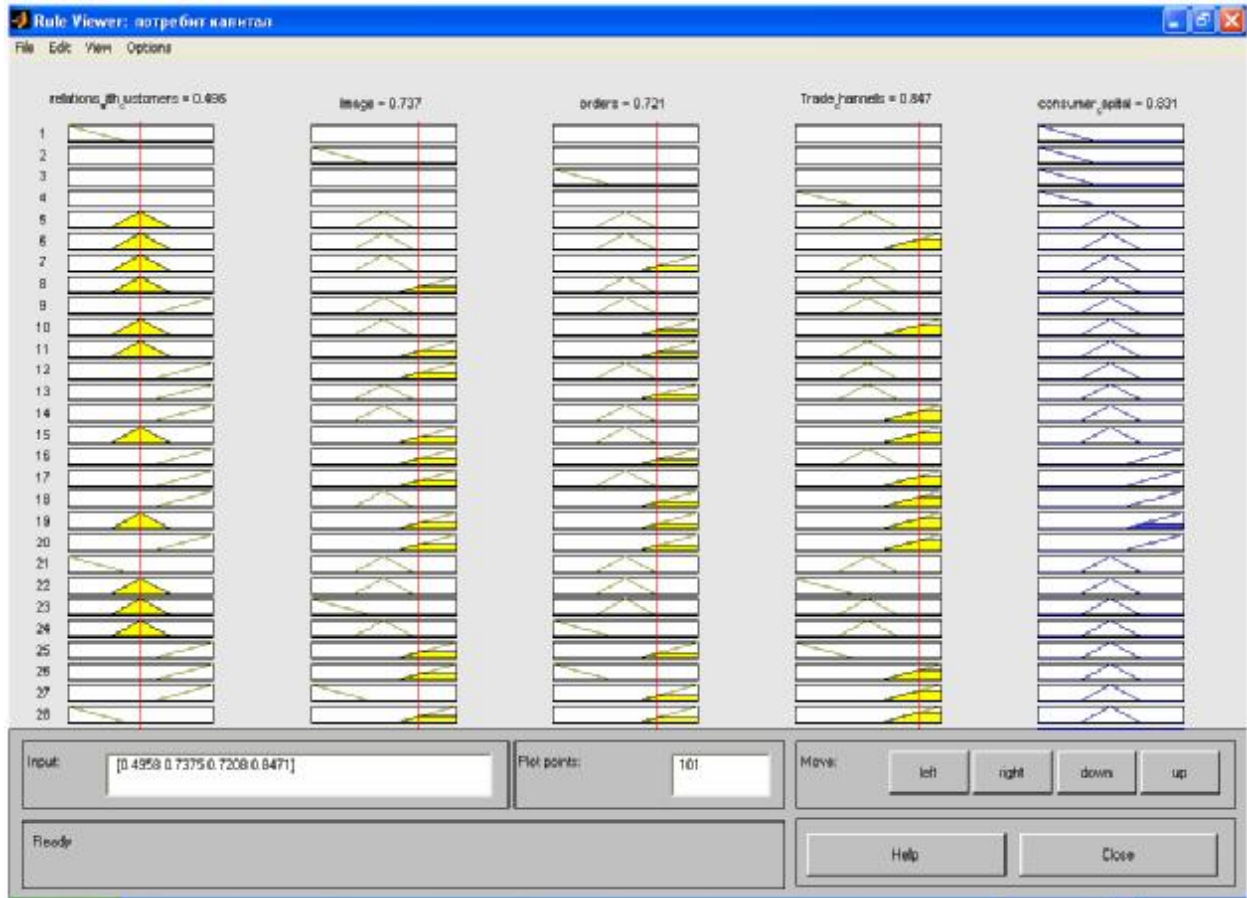 Rule Viewer: потребит капитал
File Edit View Options
relations_with_customers = 0.496
image = 0.737
orders = 0.721
Trade_channels = 0.847
consumer_capital = 0.831
1
2
3
4
5
6
7
8
9
10
11
12
13
14
15
16
17
18
19
20
21
22
23
24
25
26
27
28
Input:
[0.4958 0.7375 0.7208 0.8471]
Plot points:
101
Move:
left
right
down
up
Ready
Help
Close